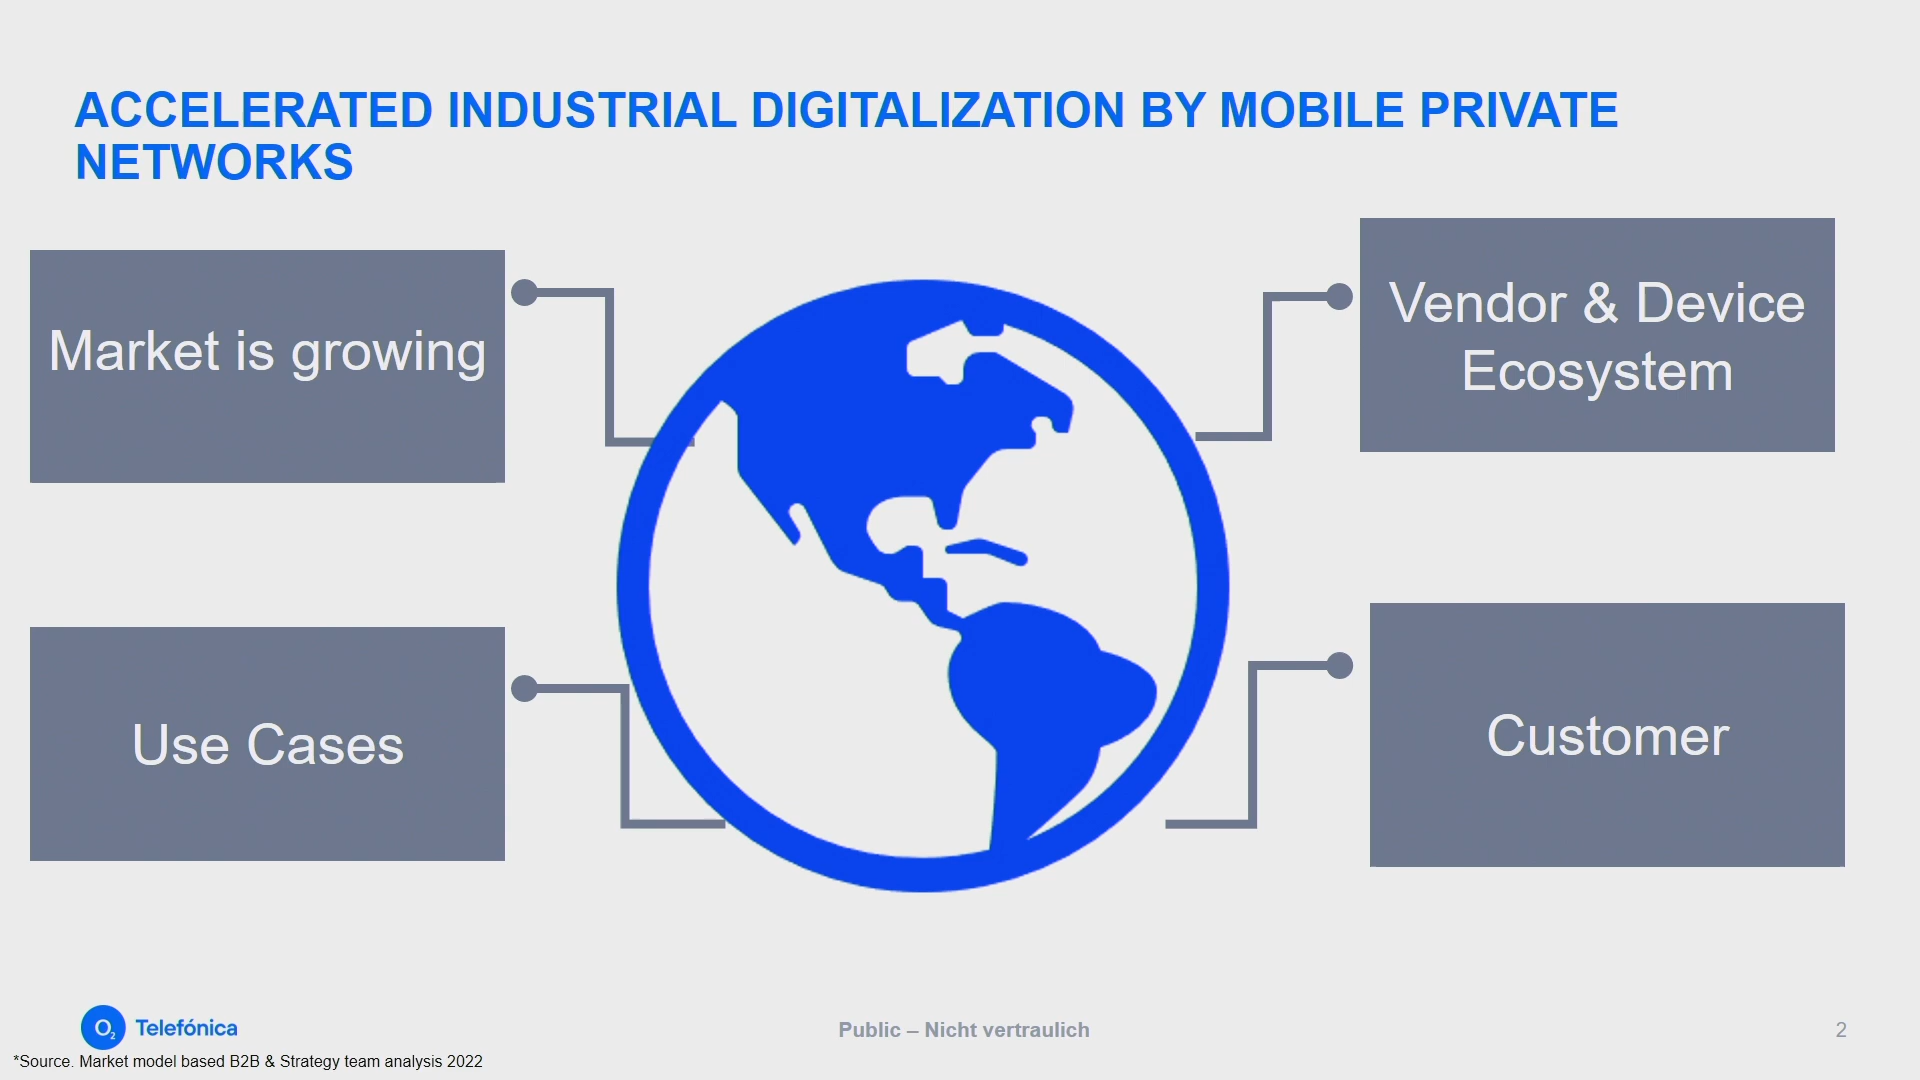 ACCELERATED INDUSTRIAL DIGITALIZATION BY MOBILE PRIVATE
NETWORKS
Market is growing
Vendor & Device
Ecosystem
Use Cases
Customer
O2 Telefónica
Public – Nicht vertraulich
2
*Source. Market model based B2B & Strategy team analysis 2022